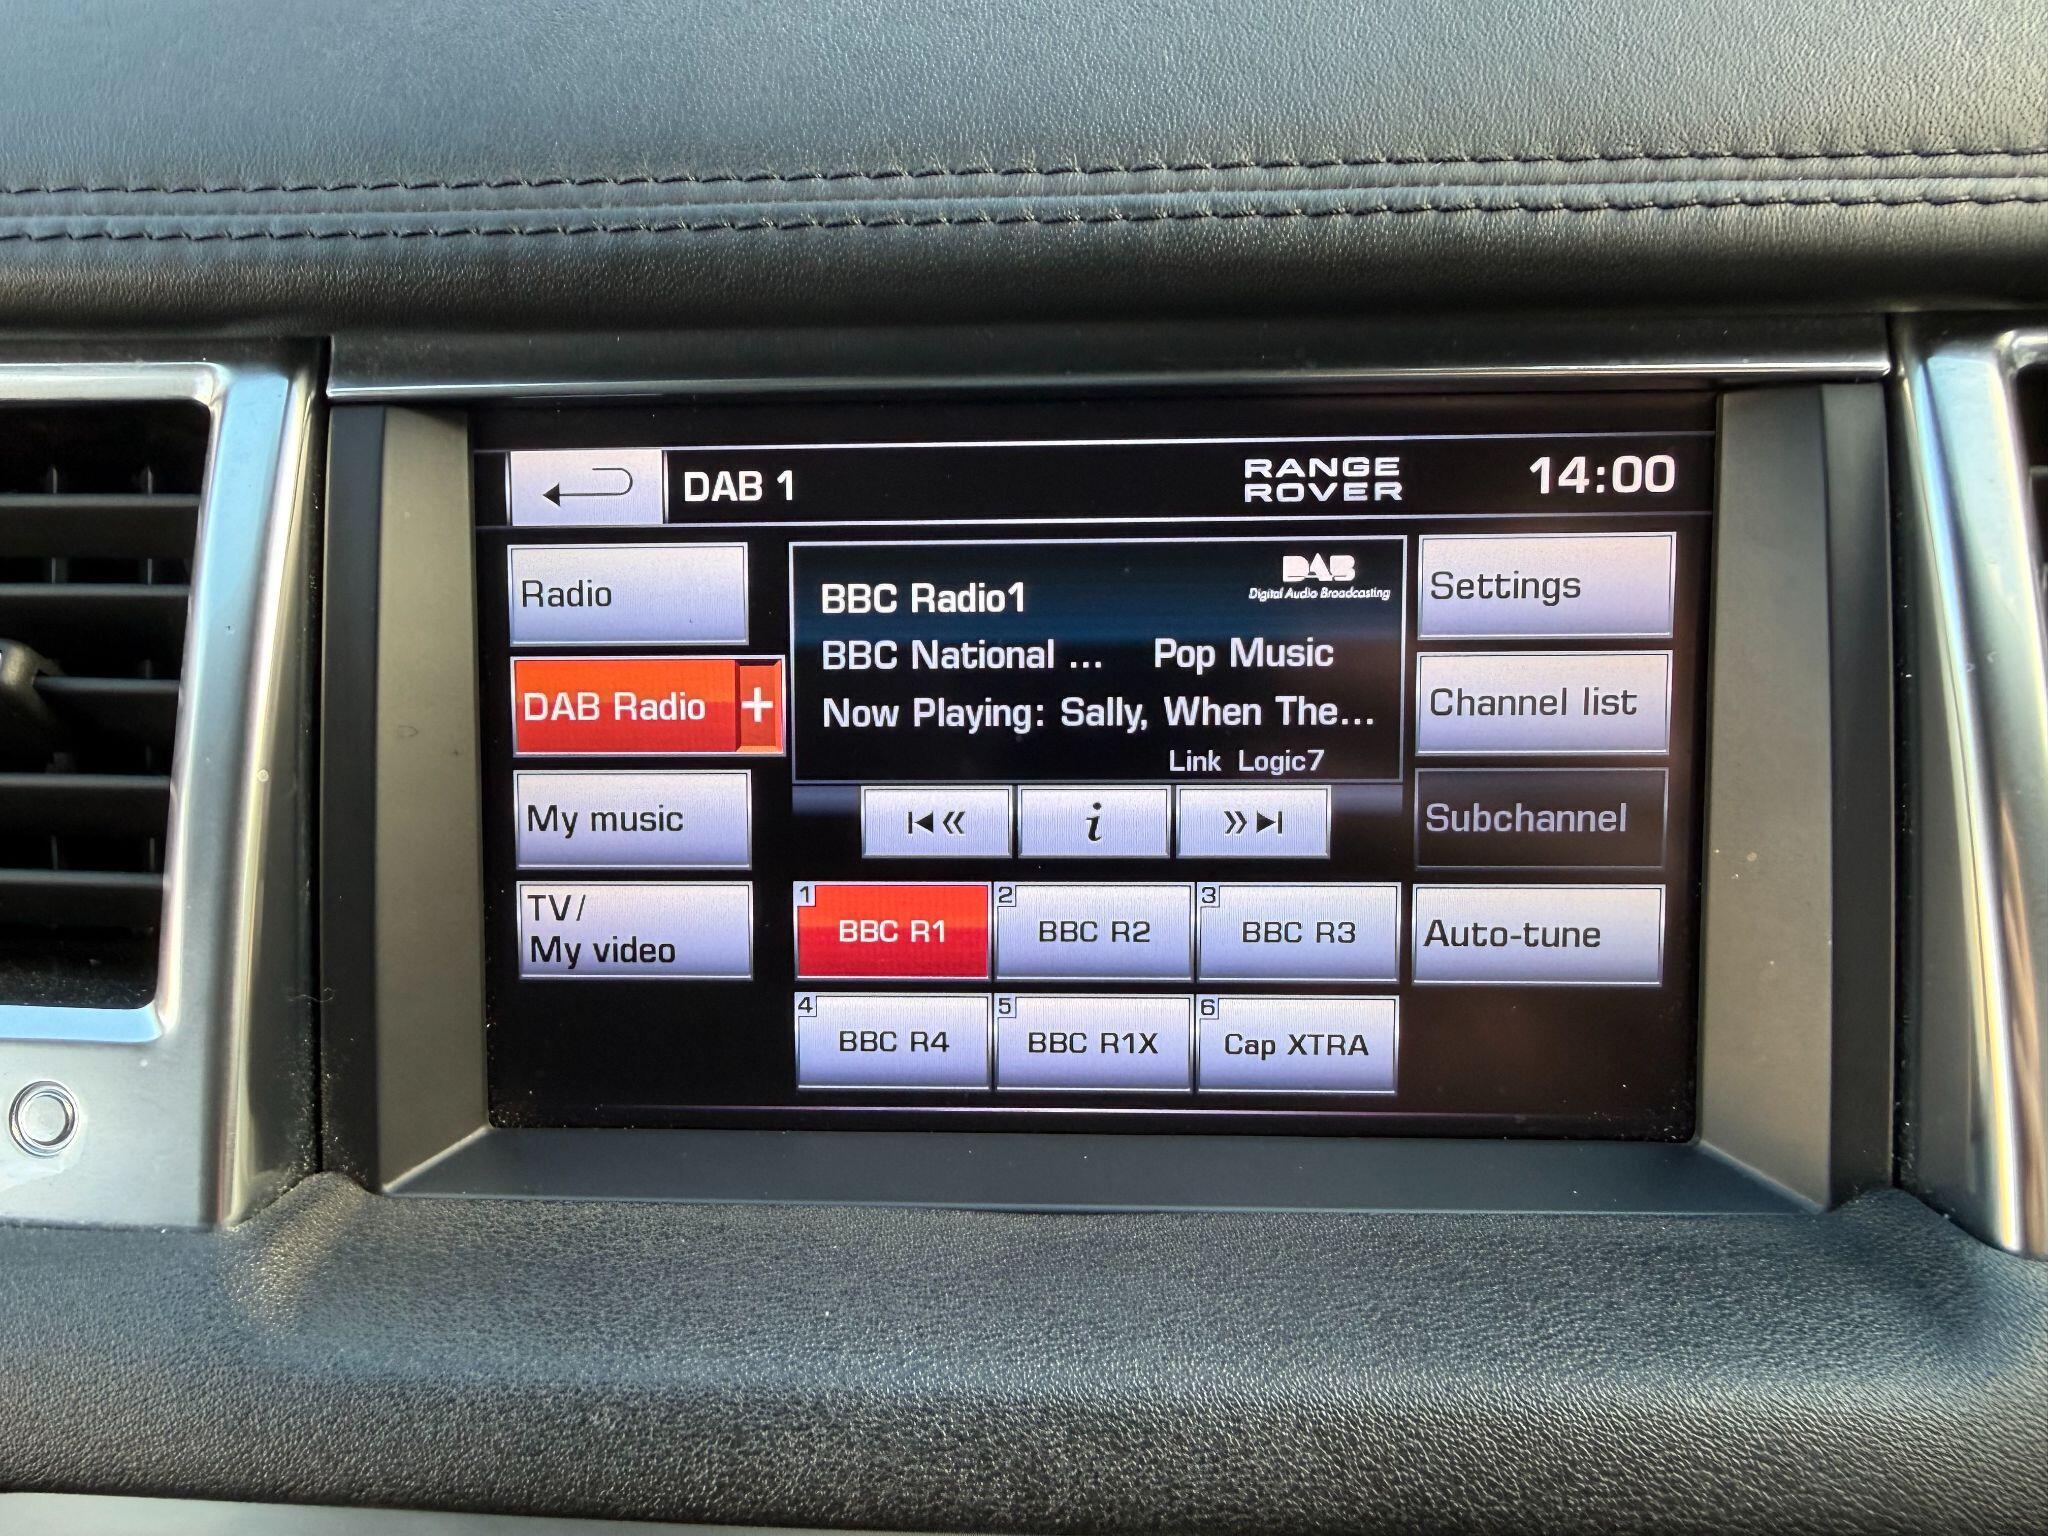 DAB 1
RANGE
ROVER
14:00
Radio
DAB Radio +
My music
TV/
My video
DAB
Digital Audio Broadcasting
BBC Radio1
BBC National ... Pop Music
Now Playing: Sally, When The...
Link Logic7
i
1 BBC R1
2 BBC R2
3 BBC R3
4 BBC R4
5 BBC R1X
6 Cap XTRA
Settings
Channel list
Subchannel
Auto-tune